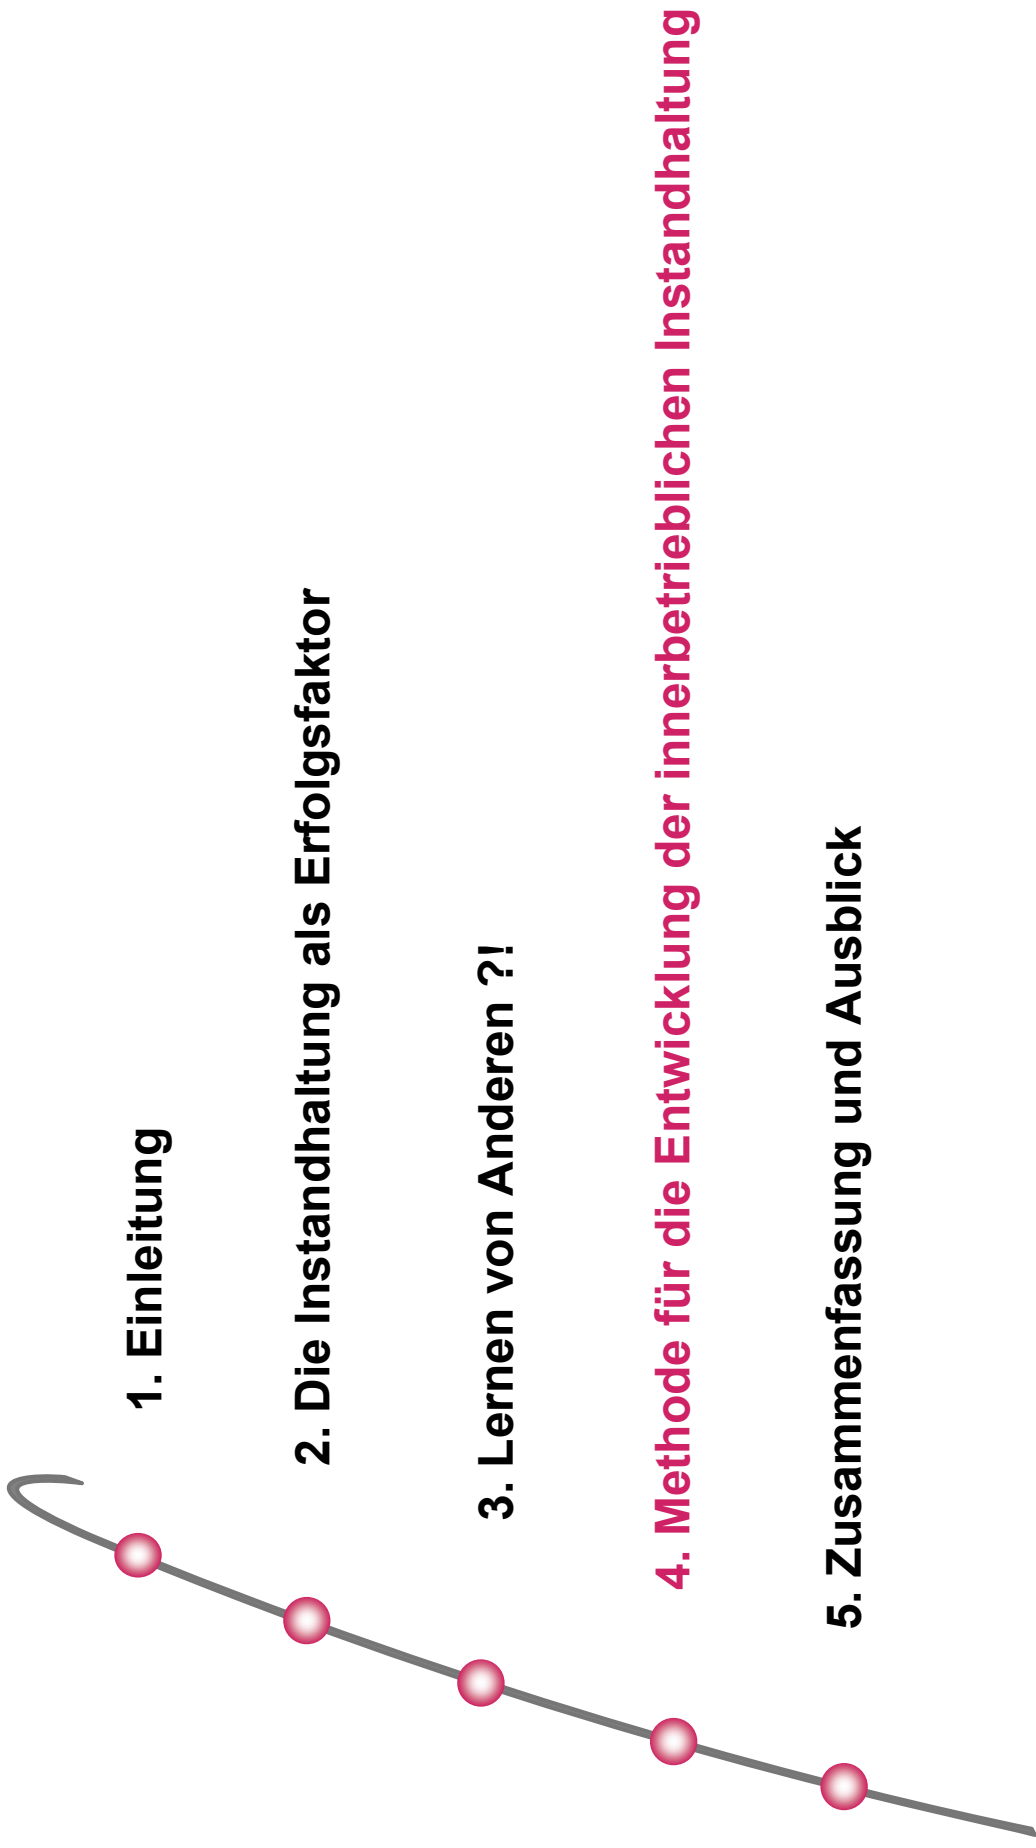 1. Einleitung
2. Die Instandhaltung als Erfolgsfaktor
3. Lernen von Anderen ?!
4. Methode für die Entwicklung der innerbetrieblichen Instandhaltung
5. Zusammenfassung und Ausblick